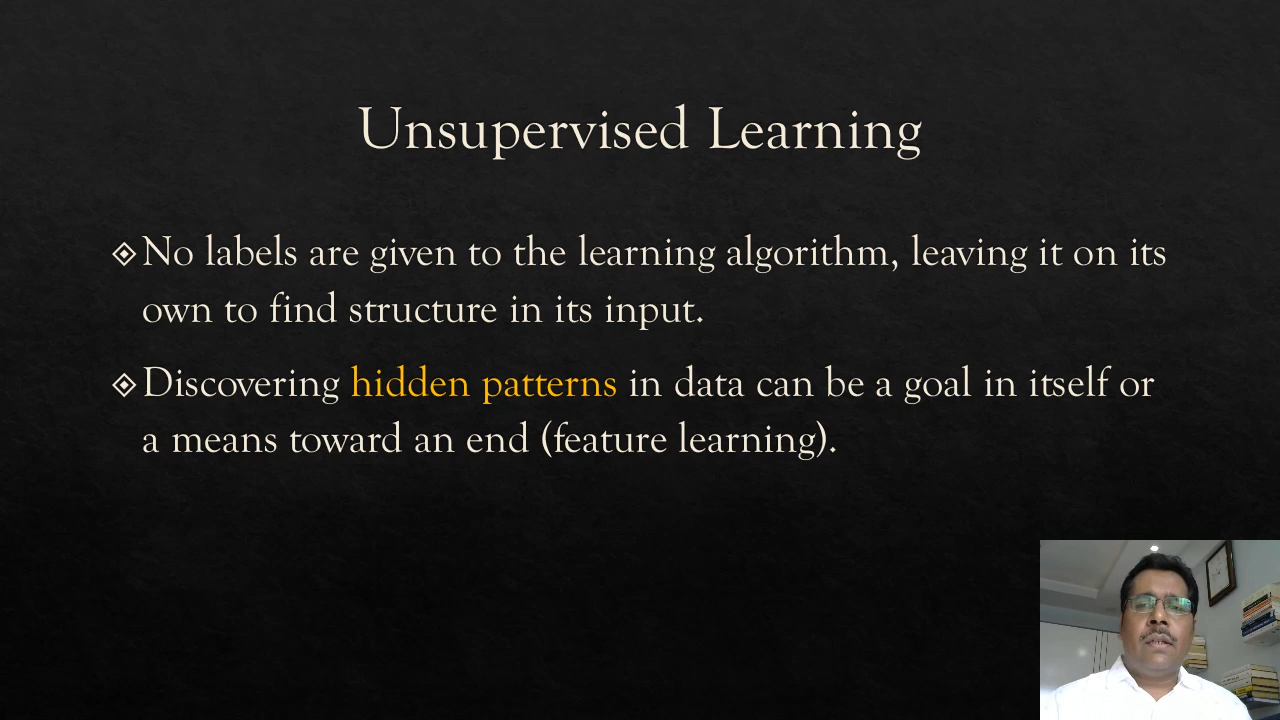 Unsupervised Learning
No labels are given to the learning algorithm, leaving it on its
own to find structure in its input.
Discovering hidden patterns in data can be a goal in itself or
a means toward an end (feature learning).